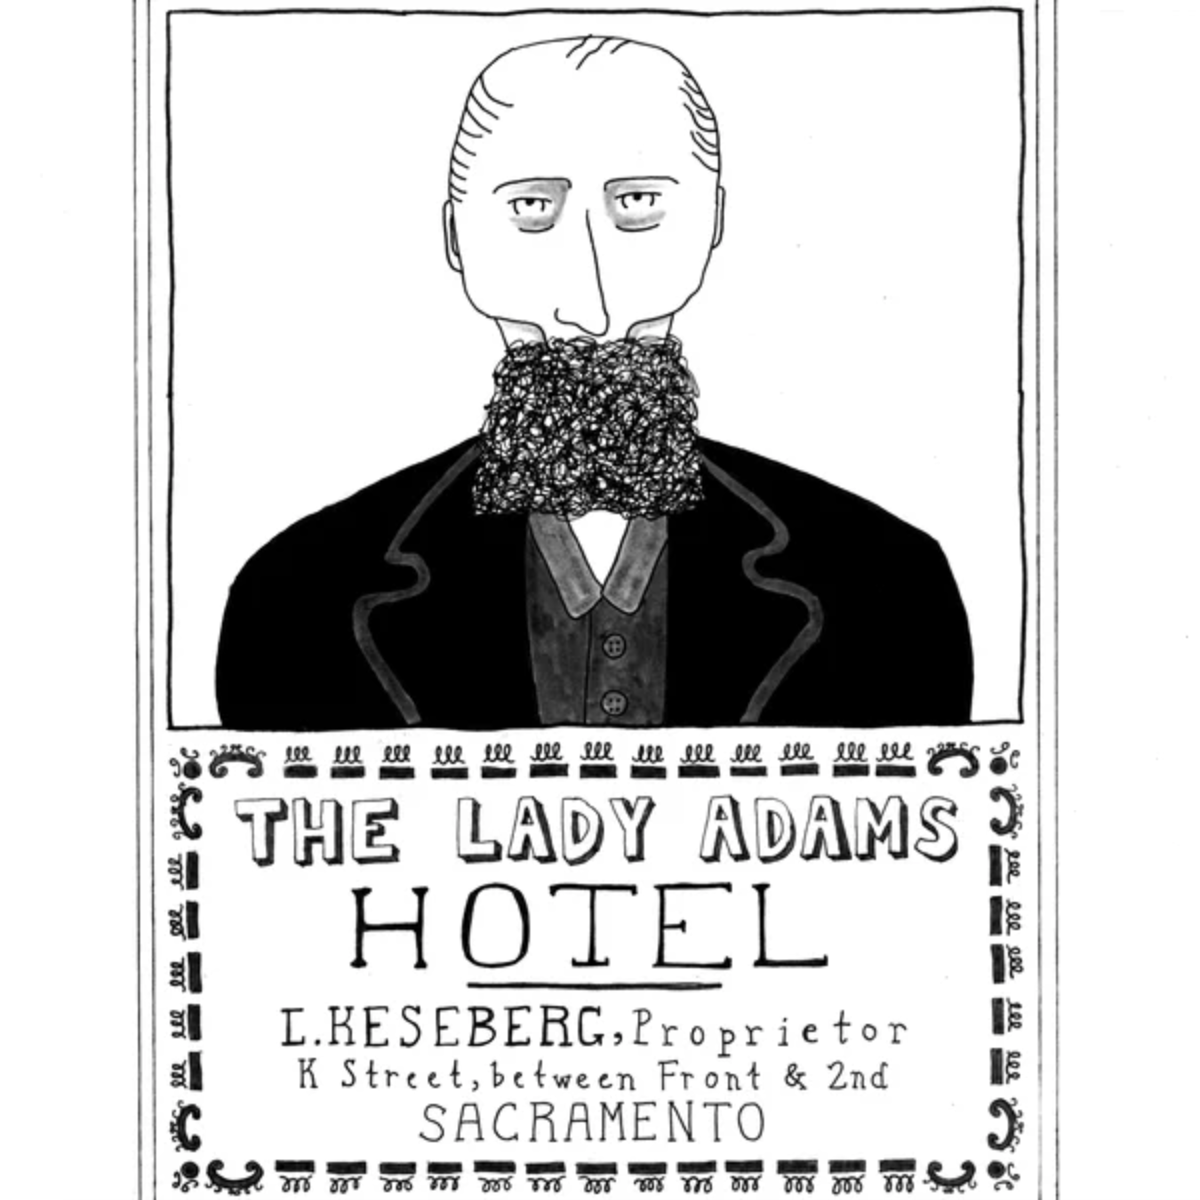 THE LADY ADAMS
HOTEL
L. KESEBERG, Proprietor
K Street, between Front & 2nd
SACRAMENTO